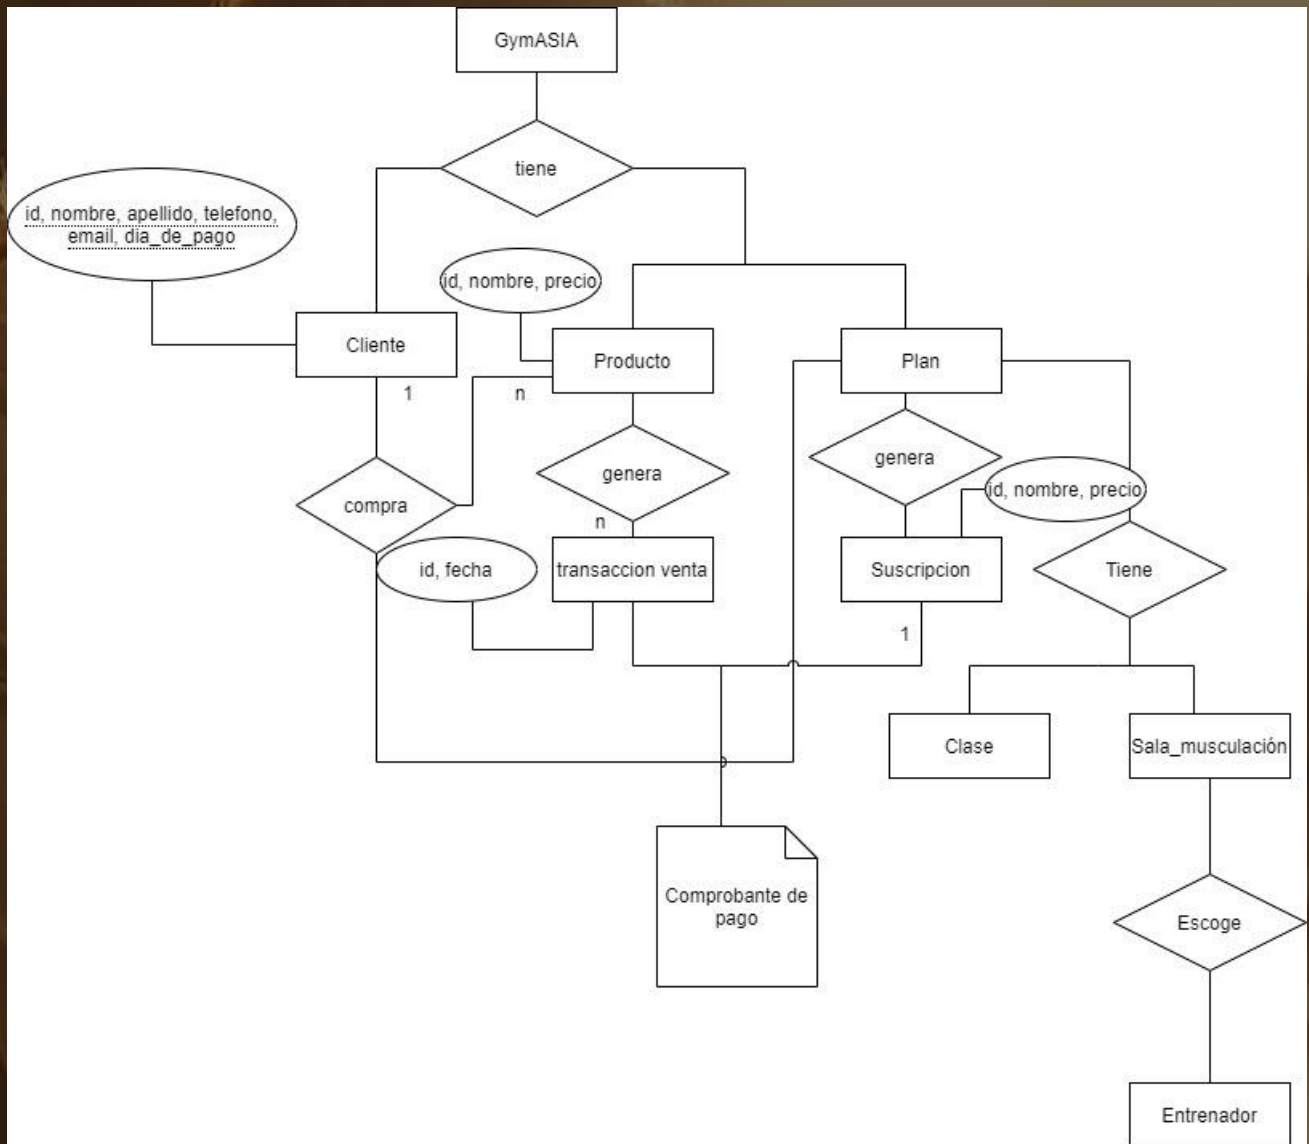 GymASIA
tiene
id, nombre, apellido, telefono,
email, dia_de_pago
id, nombre, precio
Cliente
Producto
Plan
1
n
genera
genera
id, nombre, precio
compra
n
id, fecha
transaccion venta
Suscripcion
Tiene
1
Clase
Sala_musculación
Comprobante de
pago
Escoge
Entrenador